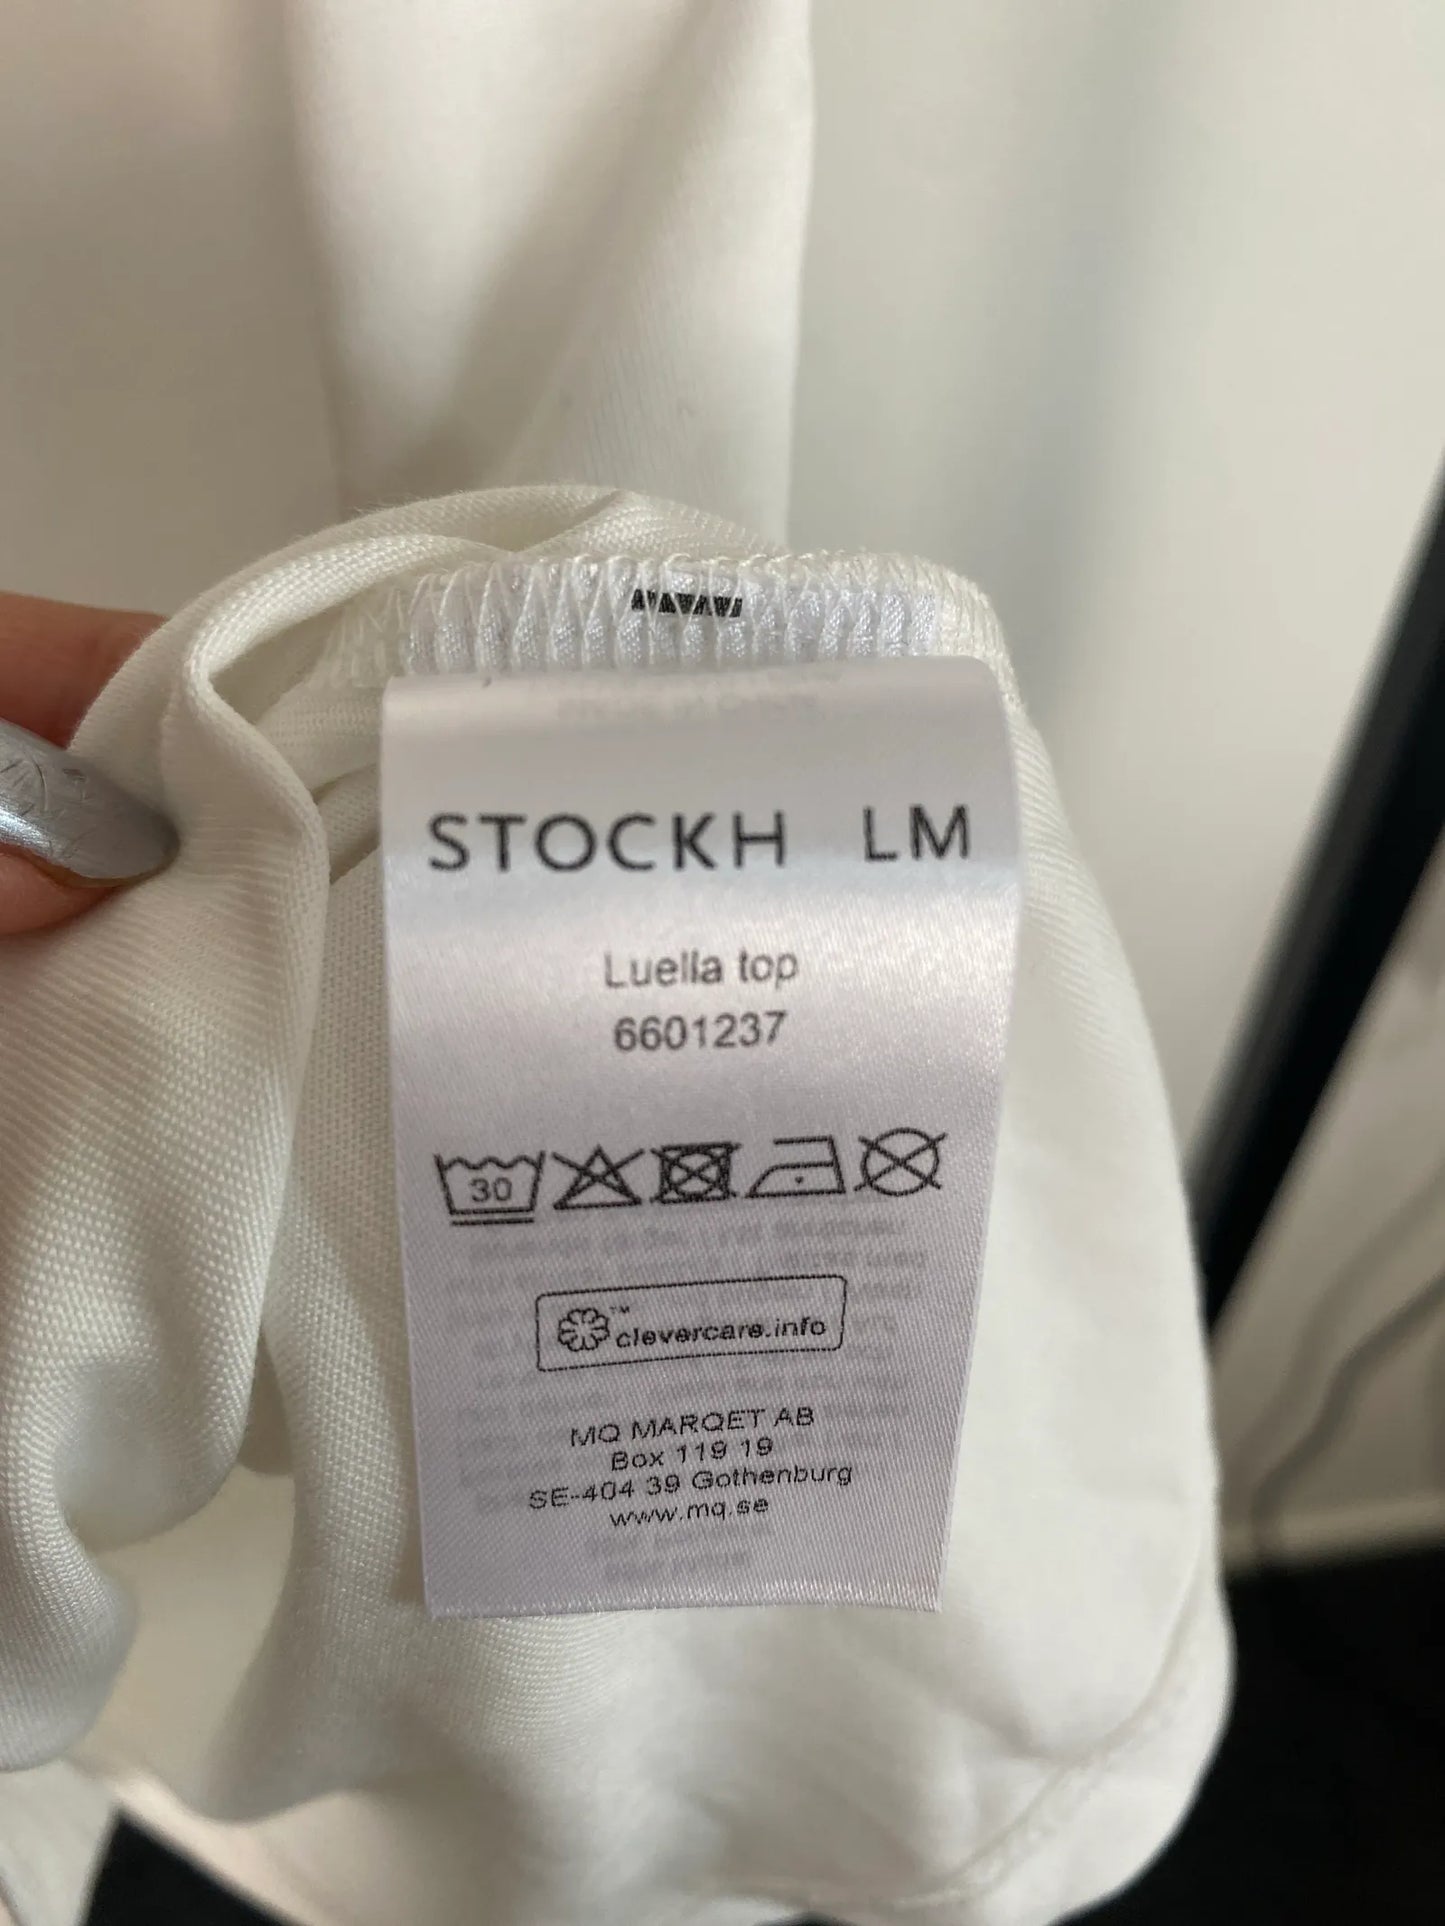 STOCKH LM
Luella top
6601237
30
™ clevercare.info
MQ MARQET AB
Box 119 19
SE-404 39 Gothenburg
www.mq.se